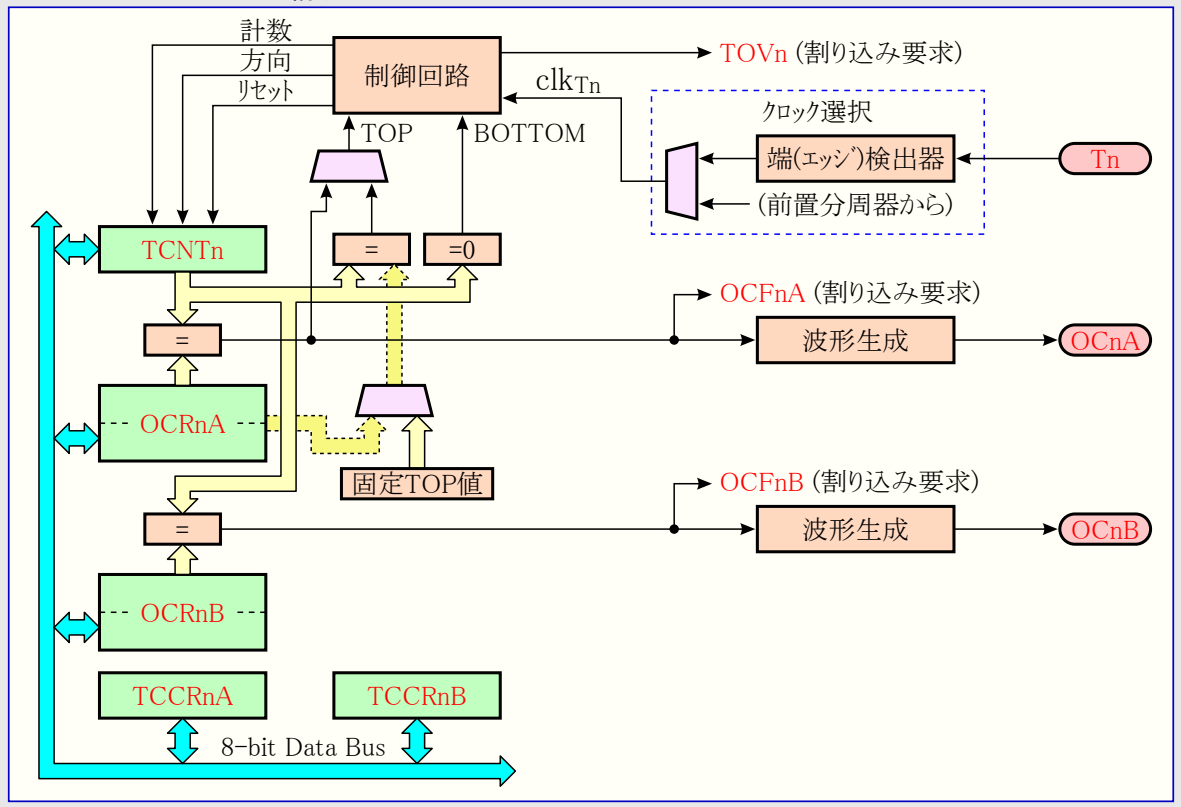 計数
方向
リセット
制御回路
TOVn (割り込み要求)
clkTn
クロック選択
TOP
BOTTOM
端(エッジ)検出器
Tn
(前置分周器から)
TCNTn
=
=0
OCFnA (割り込み要求)
=
波形生成
OCnA
OCRnA
固定TOP値
OCFnB (割り込み要求)
=
波形生成
OCnB
OCRnB
TCCRnA
TCCRnB
8-bit Data Bus